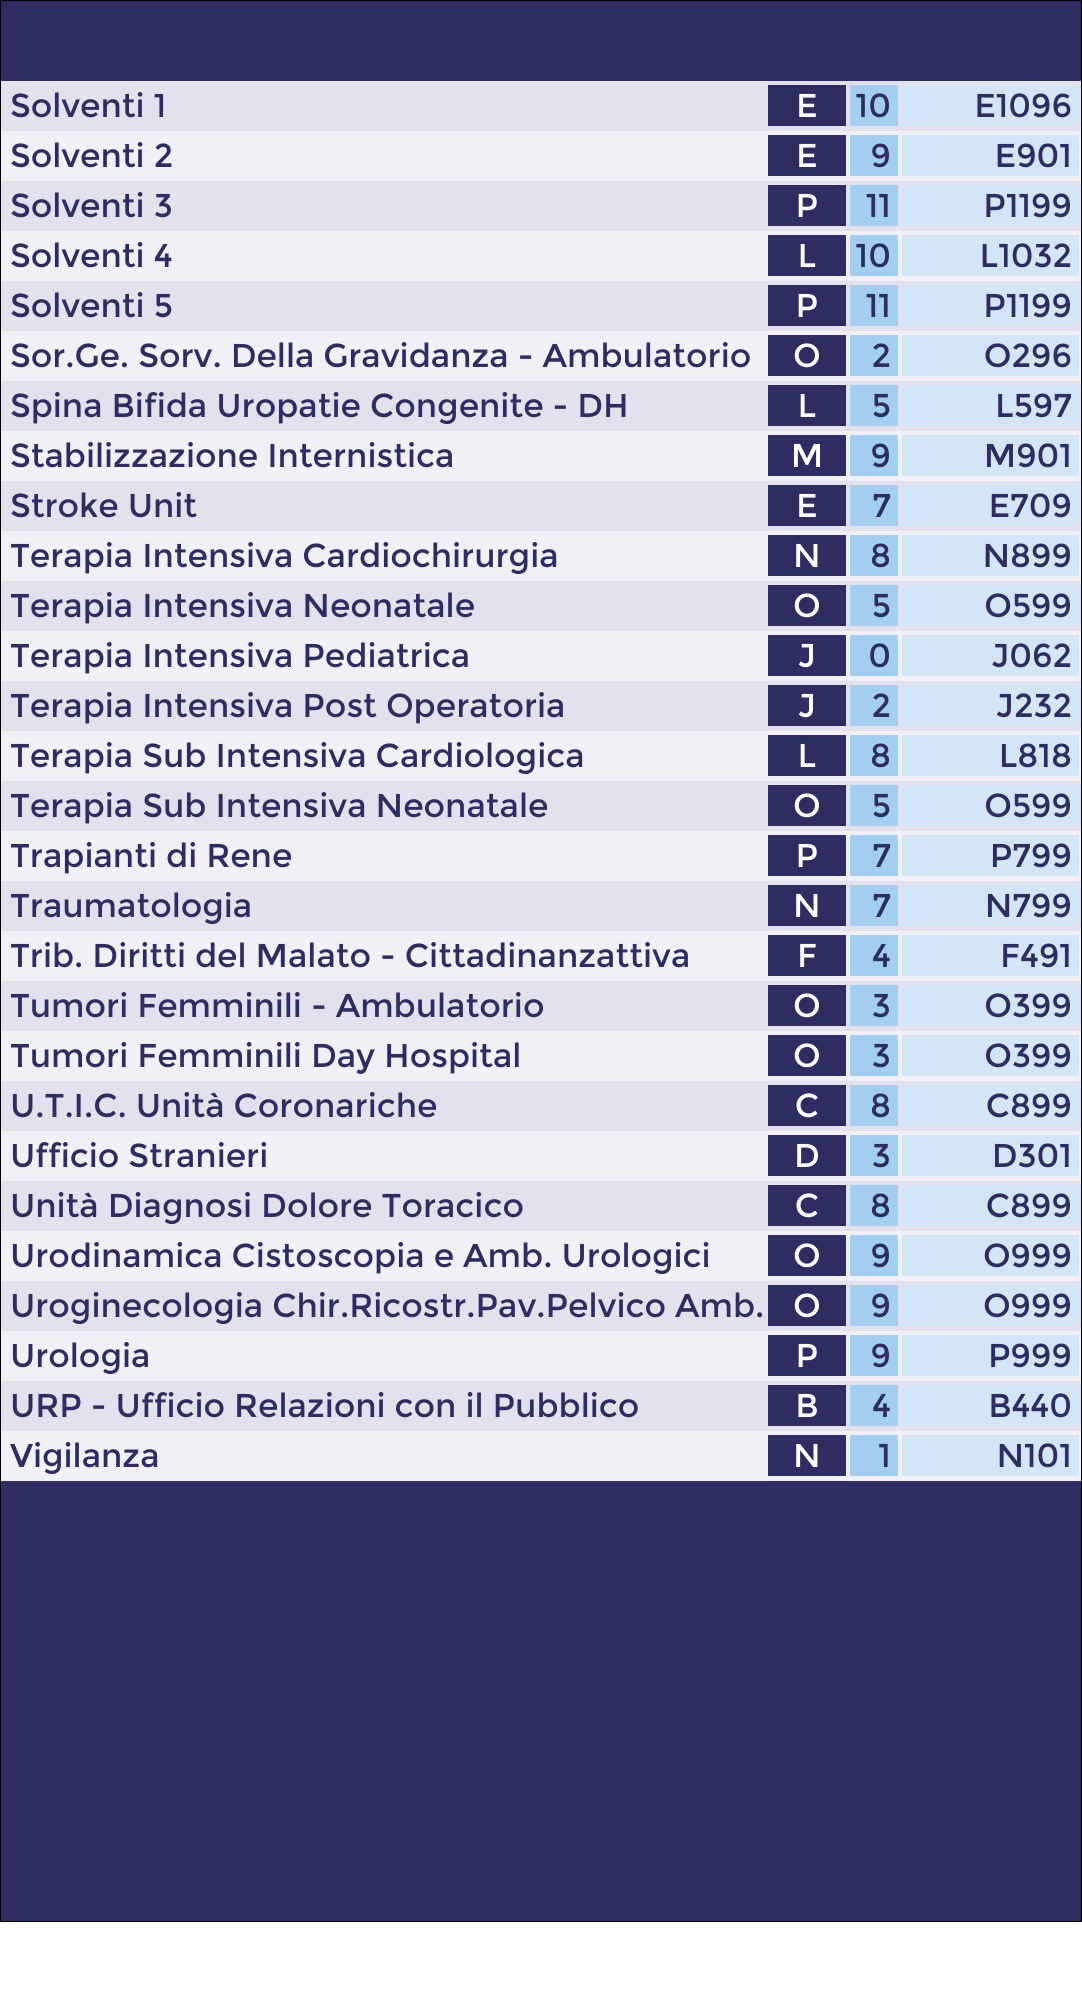 Solventi 1 E 10 E1096
Solventi 2 E 9 E901
Solventi 3 P 11 P1199
Solventi 4 L 10 L1032
Solventi 5 P 11 P1199
Sor.Ge. Sorv. Della Gravidanza - Ambulatorio O 2 O296
Spina Bifida Uropatie Congenite - DH L 5 L597
Stabilizzazione Internistica M 9 M901
Stroke Unit E 7 E709
Terapia Intensiva Cardiochirurgia N 8 N899
Terapia Intensiva Neonatale O 5 O599
Terapia Intensiva Pediatrica J 0 J062
Terapia Intensiva Post Operatoria J 2 J232
Terapia Sub Intensiva Cardiologica L 8 L818
Terapia Sub Intensiva Neonatale O 5 O599
Trapianti di Rene P 7 P799
Traumatologia N 7 N799
Trib. Diritti del Malato - Cittadinanzattiva F 4 F491
Tumori Femminili - Ambulatorio O 3 O399
Tumori Femminili Day Hospital O 3 O399
U.T.I.C. Unità Coronariche C 8 C899
Ufficio Stranieri D 3 D301
Unità Diagnosi Dolore Toracico C 8 C899
Urodinamica Cistoscopia e Amb. Urologici O 9 O999
Uroginecologia Chir.Ricostr.Pav.Pelvico Amb. O 9 O999
Urologia P 9 P999
URP - Ufficio Relazioni con il Pubblico B 4 B440
Vigilanza N 1 N101